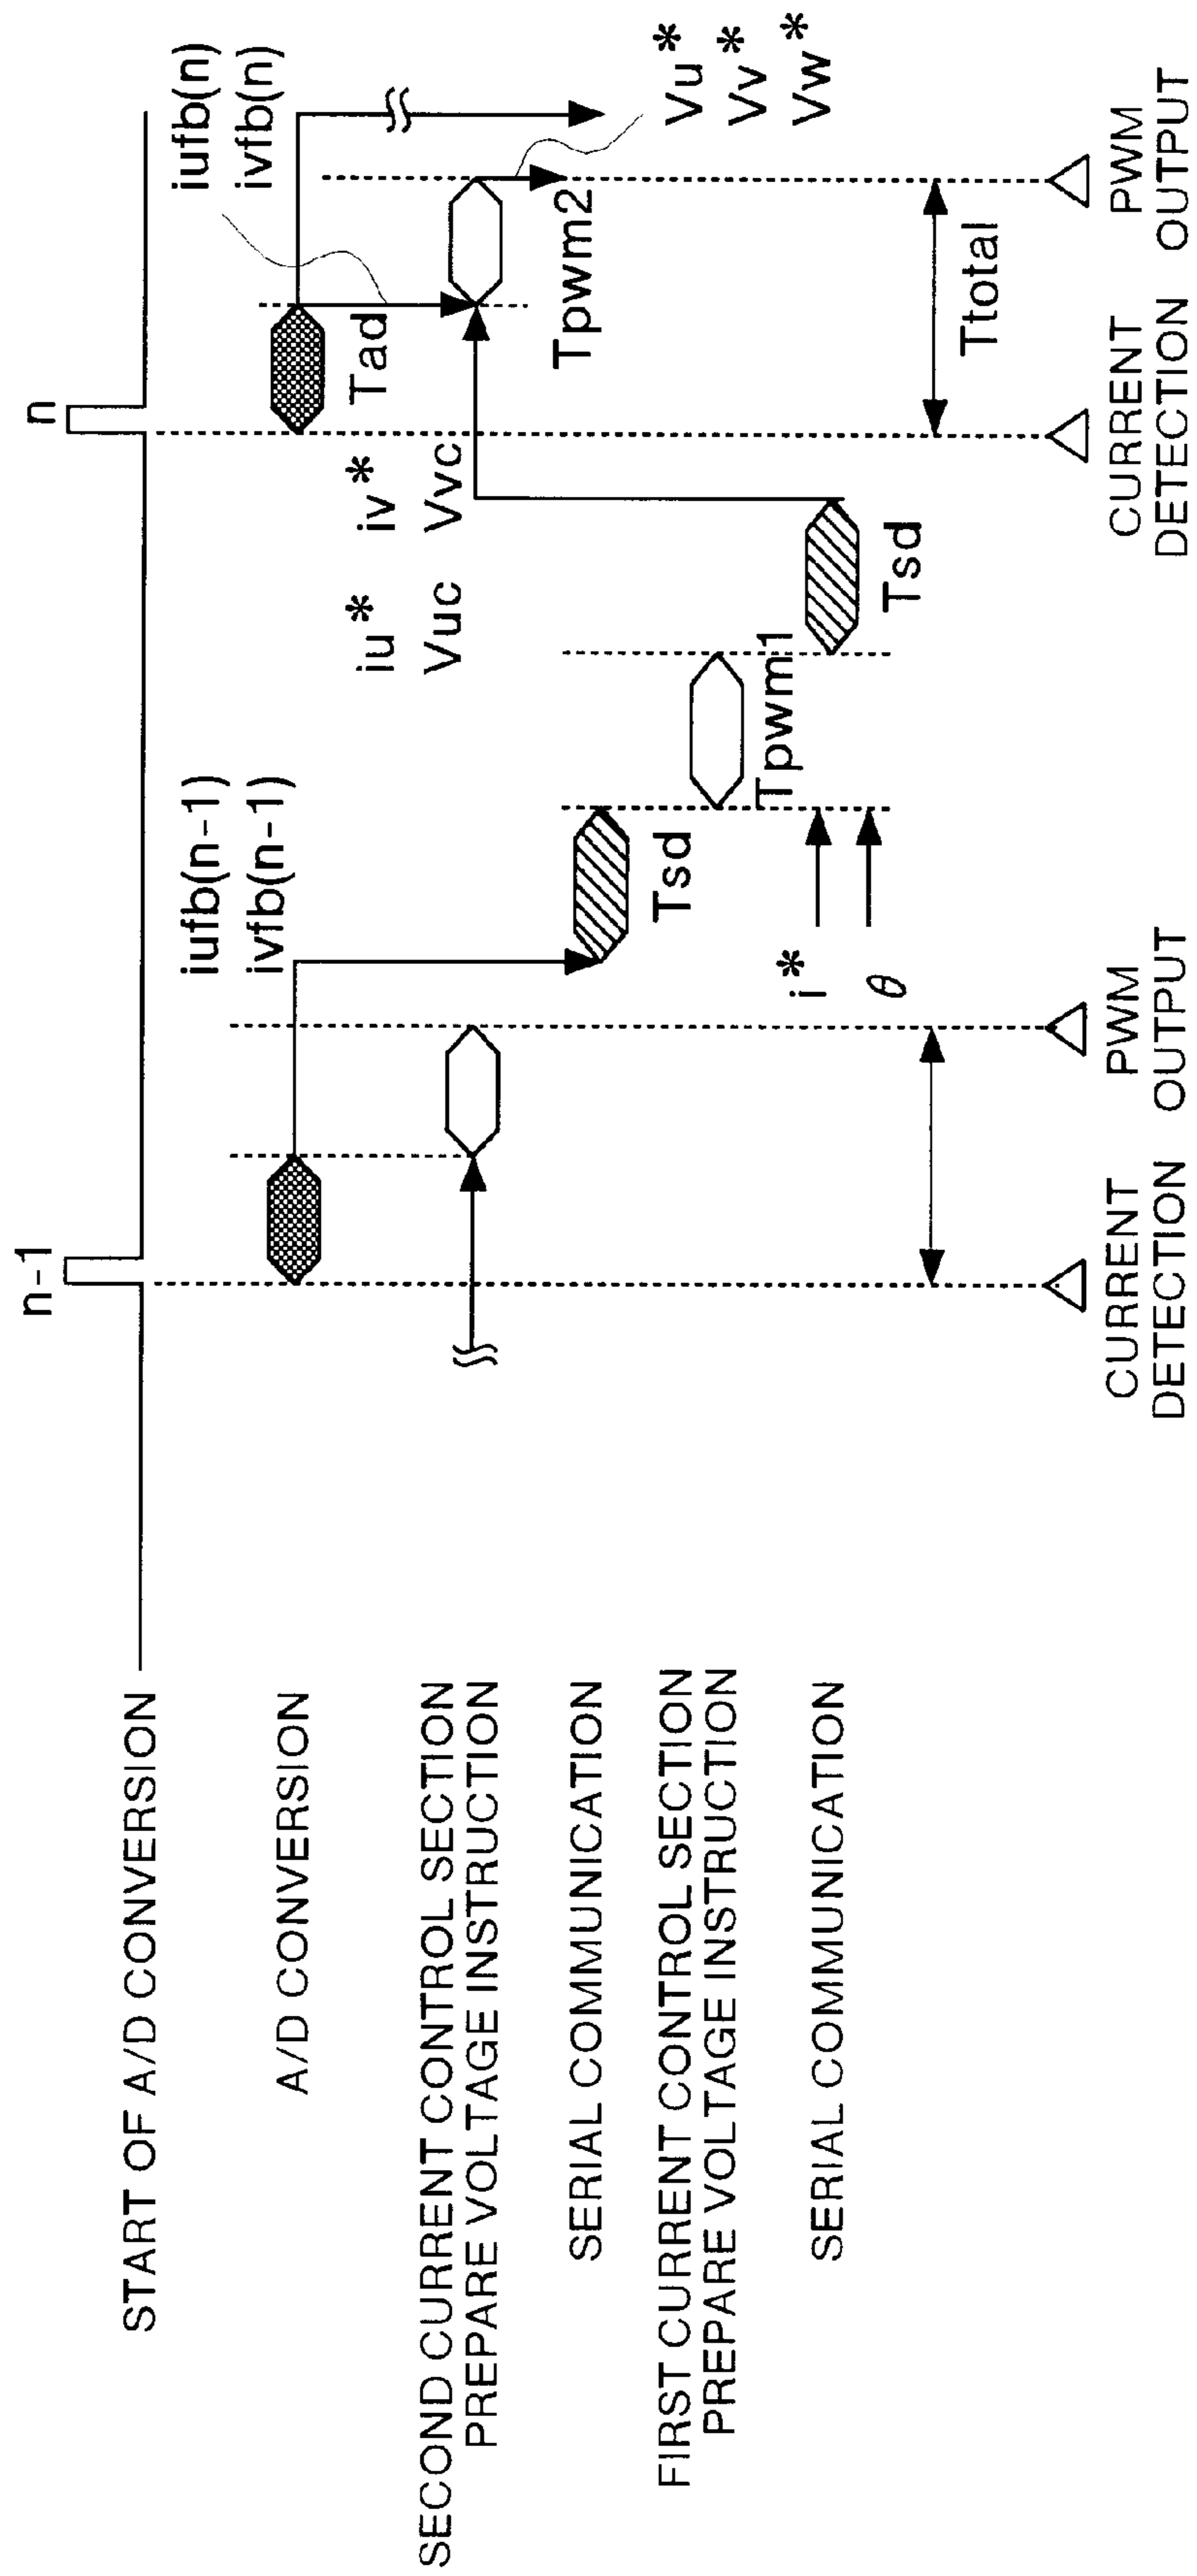 n-1
n
START OF A/D CONVERSION
iufb(n-1)
ivfb(n-1)
iufb(n)
ivfb(n)
A/D CONVERSION
Tad
iu* iv*
Vuc Vvc
SECOND CURRENT CONTROL SECTION
PREPARE VOLTAGE INSTRUCTION
Tpwm2
Vu*
Vv*
Vw*
SERIAL COMMUNICATION
Tsd
FIRST CURRENT CONTROL SECTION
PREPARE VOLTAGE INSTRUCTION
Tpwm1
i*
θ
SERIAL COMMUNICATION
Tsd
Ttotal
CURRENT
DETECTION
PWM
OUTPUT
CURRENT
DETECTION
PWM
OUTPUT